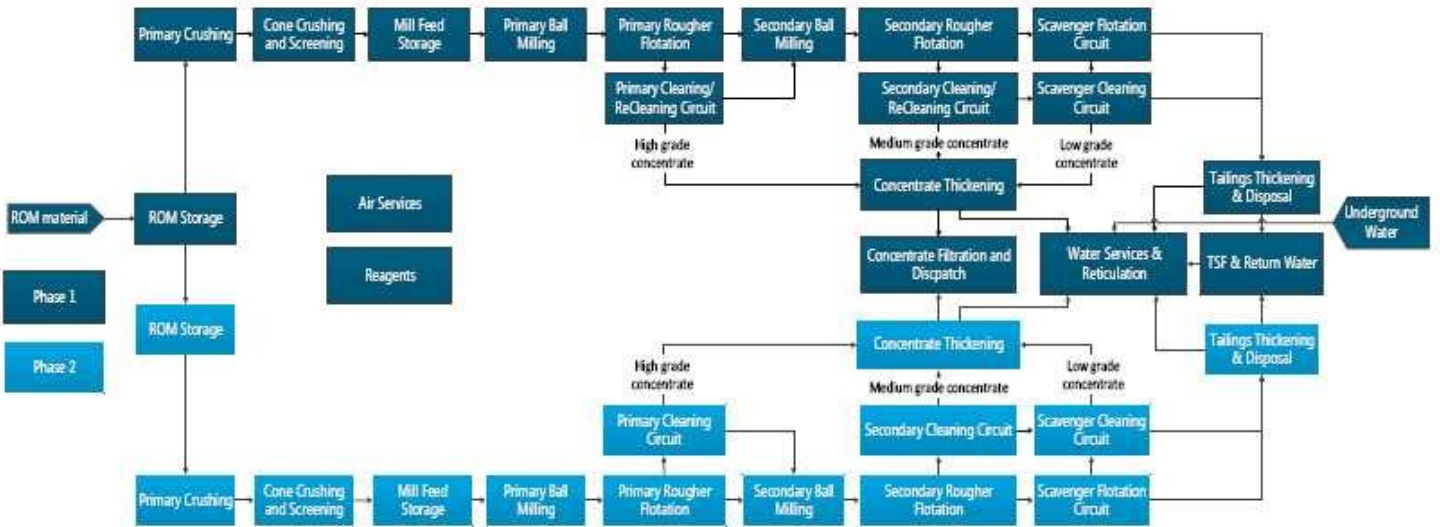 Primary Crushing
Cone Crushing
and Screening
Mill Feed
Storage
Primary Ball
Milling
Primary Rougher
Flotation
Secondary Ball
Milling
Secondary Rougher
Flotation
Scavenger Flotation
Circuit
Primary Cleaning/
ReCleaning Circuit
Secondary Cleaning/
ReCleaning Circuit
Scavenger Cleaning
Circuit
High grade
concentrate
Medium grade concentrate
Low grade
concentrate
Concentrate Thickening
Tailings Thickening
& Disposal
ROM material
ROM Storage
Air Services
Underground
Water
Reagents
Concentrate Filtration and
Discpatch
Water Services &
Reticulation
TSF & Return Water
Phase 1
ROM Storage
Phase 2
Concentrate Thickening
Tailings Thickening
& Disposal
High grade
concentrate
Medium grade concentrate
Low grade
concentrate
Primary Cleaning
Circuit
Secondary Cleaning Circuit
Scavenger Cleaning
Circuit
Primary Crushing
Cone Crushing
and Screening
Mill Feed
Storage
Primary Ball
Milling
Primary Rougher
Flotation
Secondary Ball
Milling
Secondary Rougher
Flotation
Scavenger Flotation
Circuit